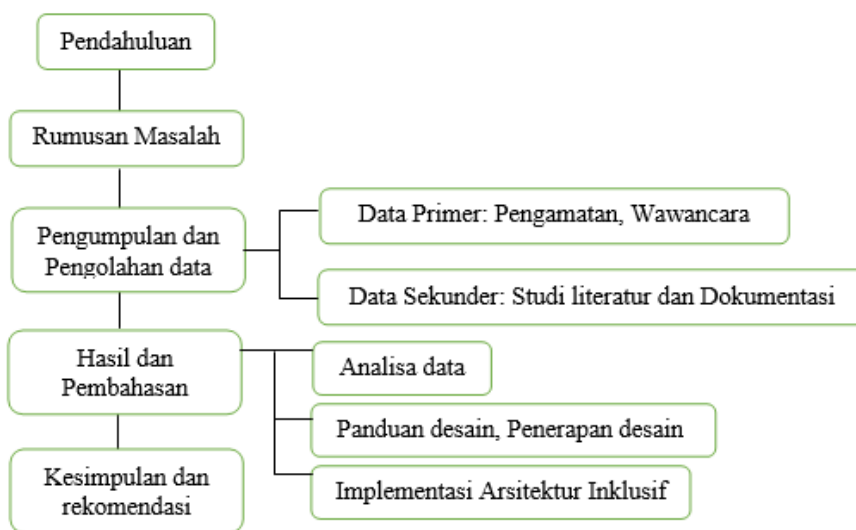 Pendahuluan
Rumusan Masalah
Pengumpulan dan
Pengolahan data
Data Primer: Pengamatan, Wawancara
Data Sekunder: Studi literatur dan Dokumentasi
Hasil dan
Pembahasan
Analisa data
Panduan desain, Penerapan desain
Implementasi Arsitektur Inklusif
Kesimpulan dan
rekomendasi